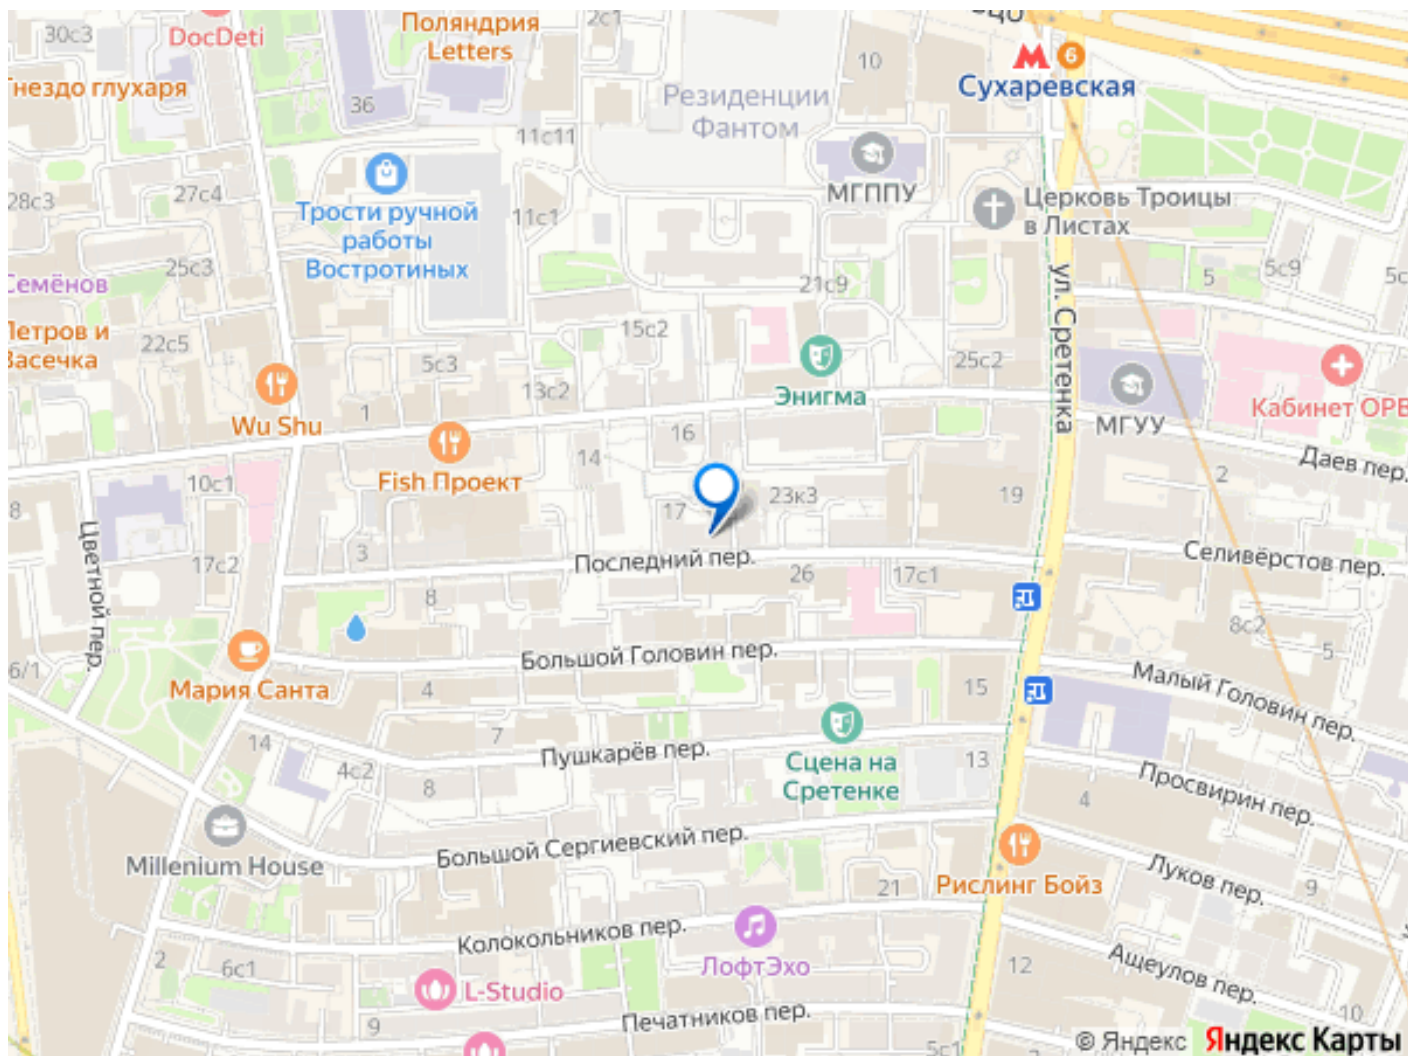 30с3
DocDeti
Поляндрия
Letters
2с1
10
6
Сухаревская
Гнездо глухаря
36
Резиденции
Фантом
11с11
МГППУ
28с3
27с4
Трости ручной
работы
Востротиных
11с1
Церковь Троицы
в Листах
25с3
Семёнов
21с9
5
5с9
5с
Петров и
Васечка
22с5
15с2
5с3
13с2
25с2
ул. Сретенка
Энигма
Wu Shu
1
МГУУ
Кабинет ОРВ
16
14
Fish Проект
10с1
Даев пер.
2
8
23к3
19
17
Цветной пер.
17с2
3
Последний пер.
26
17с1
Селивёрстов пер.
8
8с2
5
6/1
Большой Головин пер.
Мария Санта
4
15
Малый Головин пер.
14
7
Пушкарёв пер.
4с2
8
Сцена на
Сретенке
13
4
Просвирин пер.
Millenium House
Большой Сергиевский пер.
21
Рислинг Бойз
Луков пер.
9
Колокольников пер.
2
6с1
ЛофтЭхо
L-Studio
12
Ащеулов пер.
10
9
Печатников пер.
5с1
© Яндекс Яндекс Карты